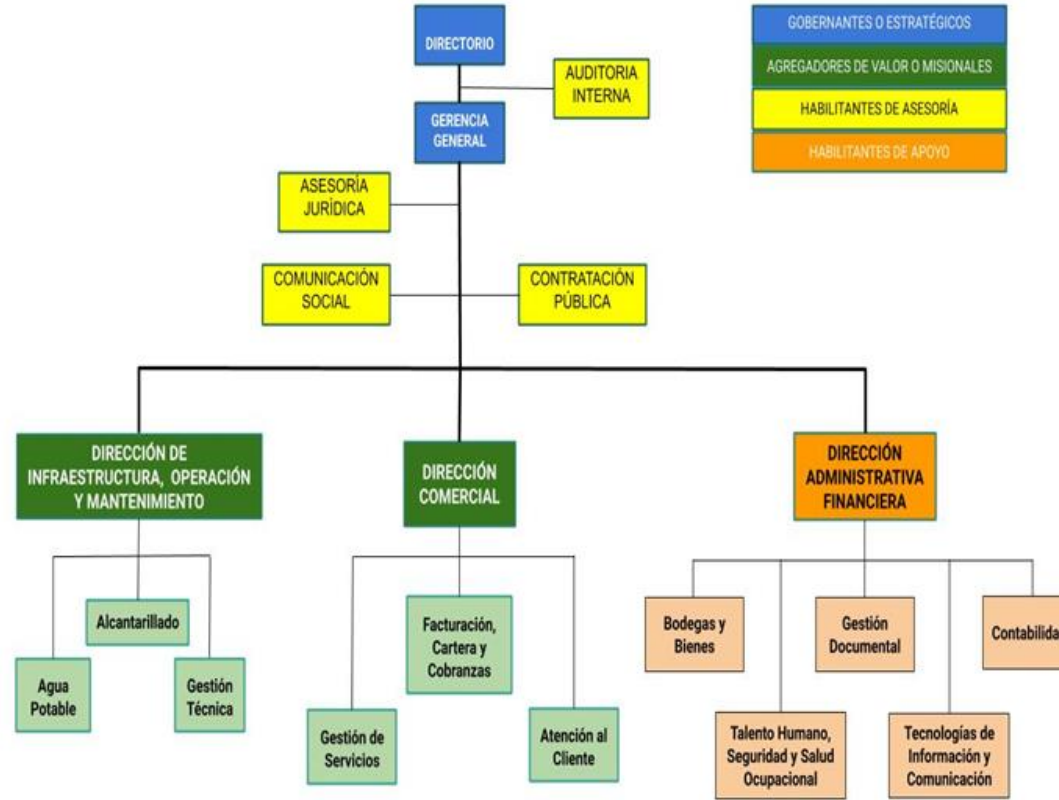 DIRECTORIO
AUDITORIA
INTERNA
GERENCIA
GENERAL
GOBERNANTES O ESTRATÉGICOS
AGREGADORES DE VALOR O MISIONALES
HABILITANTES DE ASESORÍA
HABILITANTES DE APOYO
ASESORÍA
JURÍDICA
COMUNICACIÓN
SOCIAL
CONTRATACIÓN
PÚBLICA
DIRECCIÓN DE
INFRAESTRUCTURA, OPERACIÓN
Y MANTENIMIENTO
DIRECCIÓN
COMERCIAL
DIRECCIÓN
ADMINISTRATIVA
FINANCIERA
Alcantarillado
Agua
Potable
Gestión
Técnica
Facturación,
Cartera y
Cobranzas
Gestión de
Servicios
Atención al
Cliente
Bodegas y
Bienes
Gestión
Documental
Contabilida
Talento Humano,
Seguridad y Salud
Ocupacional
Tecnologías de
Información y
Comunicación